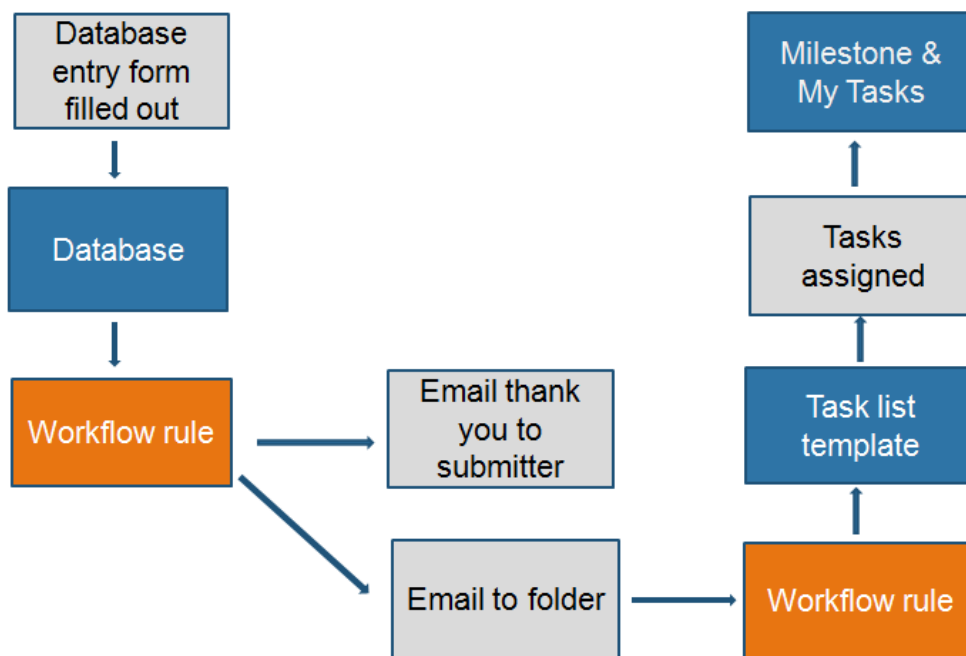 Database
entry form
filled out
Database
Workflow rule
Email thank
you to
submitter
Email to folder
Workflow rule
Task list
template
Tasks
assigned
Milestone &
My Tasks